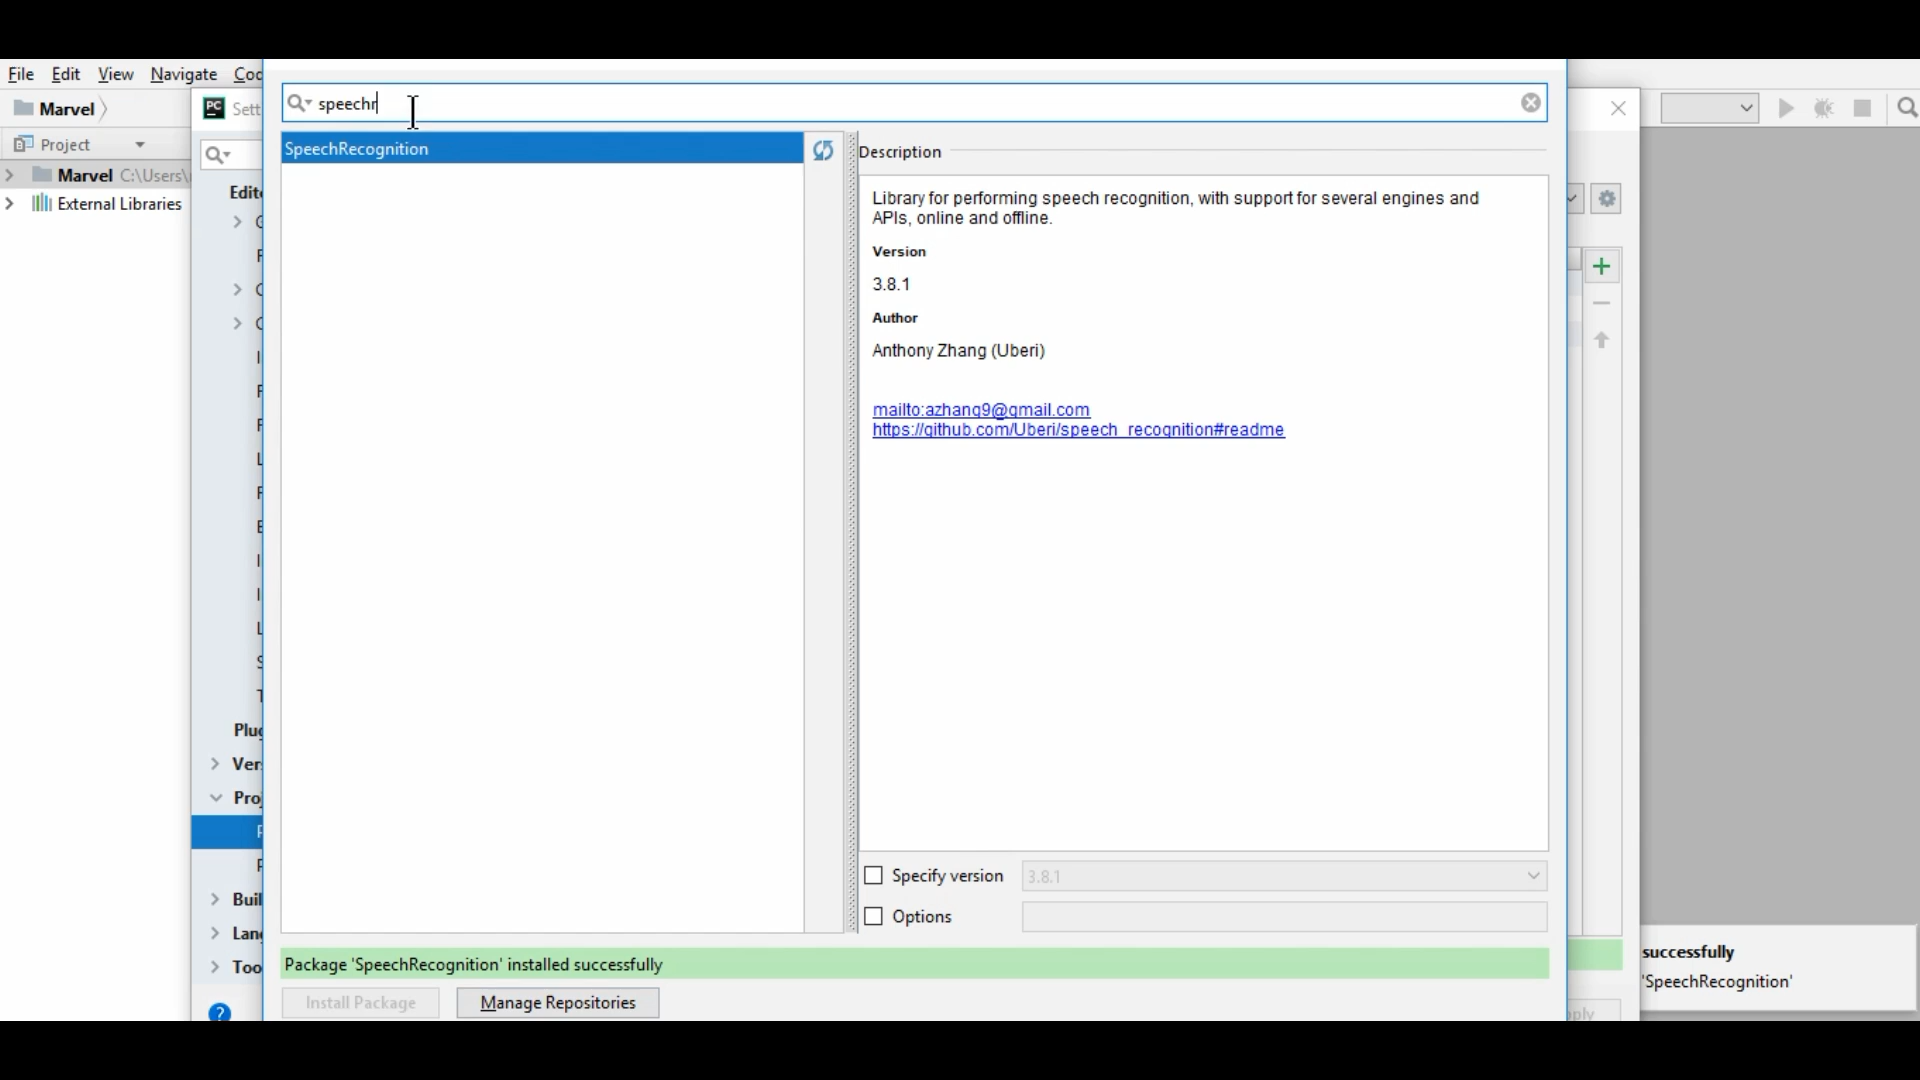 File Edit View Navigate
Marvel
speechr
Project
SpeechRecognition
Description
Marvel C:\Users\
External Libraries
Library for performing speech recognition, with support for several engines and
APIs, online and offline.
Version
3.8.1
Author
Anthony Zhang (Uberi)
mailto:azhang9@gmail.com
https://github.com/Uberi/speech_recognition#readme
Specify version 3.8.1
Options
Package 'SpeechRecognition' installed successfully
Install Package Manage Repositories
successfully
'SpeechRecognition'